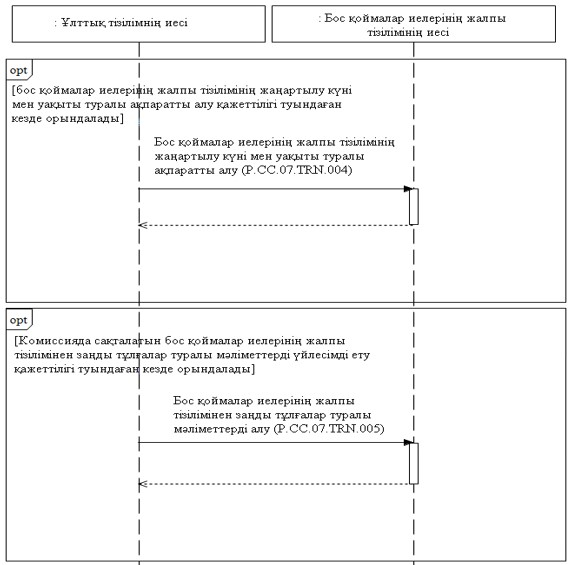 : Ұлттық тізілімнің иесі
: Бос қоймалар иелерінің жалпы
тізілімінің иесі
opt
[бос қоймалар иелерінің жалпы тізілімінің жаңартылу күні
мен уақыты туралы ақпаратты алу қажеттілігі туындаған
кезде орындалады]
Бос қоймалар иелерінің жалпы тізілімінің
жаңартылу күні мен уақыты туралы
ақпаратты алу (P.CC.07.TRN.004)
opt
[Комиссияда сақталатын бос қоймалар иелерінің жалпы
тізілімінен заңды тұлғалар туралы мәліметтерді үйлесімді ету
қажеттілігі туындаған кезде орындалады]
Бос қоймалар иелерінің жалпы
тізілімінен заңды тұлғалар туралы
мәліметтерді алу (P.CC.07.TRN.005)